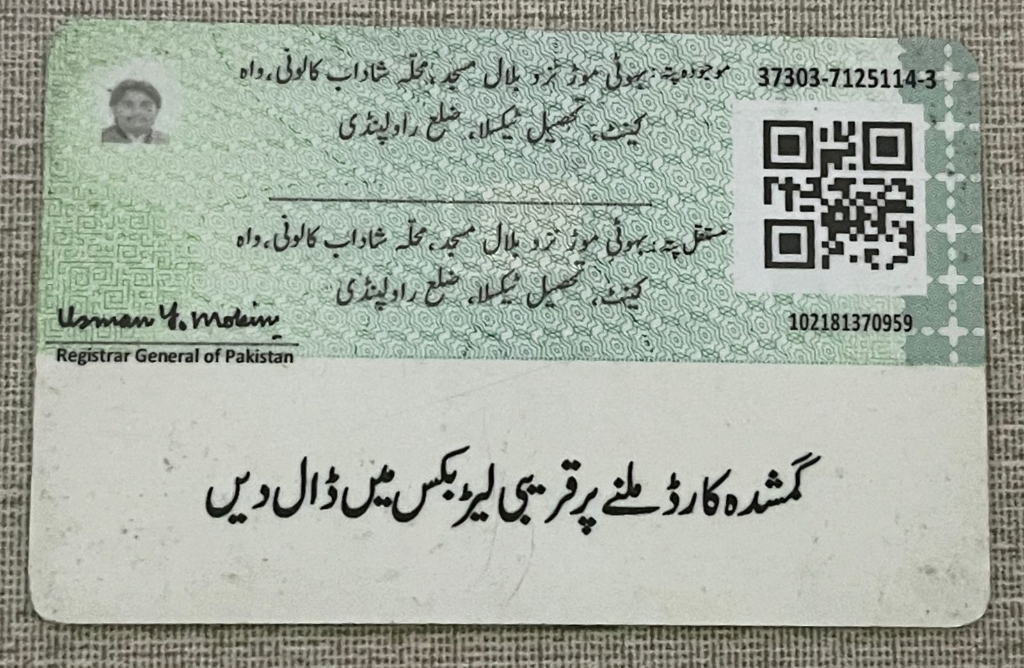 موجودہ پتہ: بھوئی موڑ نزد بلال مسجد، محلّہ شاداب کالونی، واہ
کینٹ، تحصیل ٹیکسلا، ضلع راولپنڈی
37303-7125114-3
مستقل پتہ: بھوئی موڑ نزد بلال مسجد، محلّہ شاداب کالونی، واہ
کینٹ، تحصیل ٹیکسلا، ضلع راولپنڈی
102181370959
Usman Y. Mobin
Registrar General of Pakistan
گمشدہ کارڈ ملنے پر قریبی لیٹر بکس میں ڈال دیں